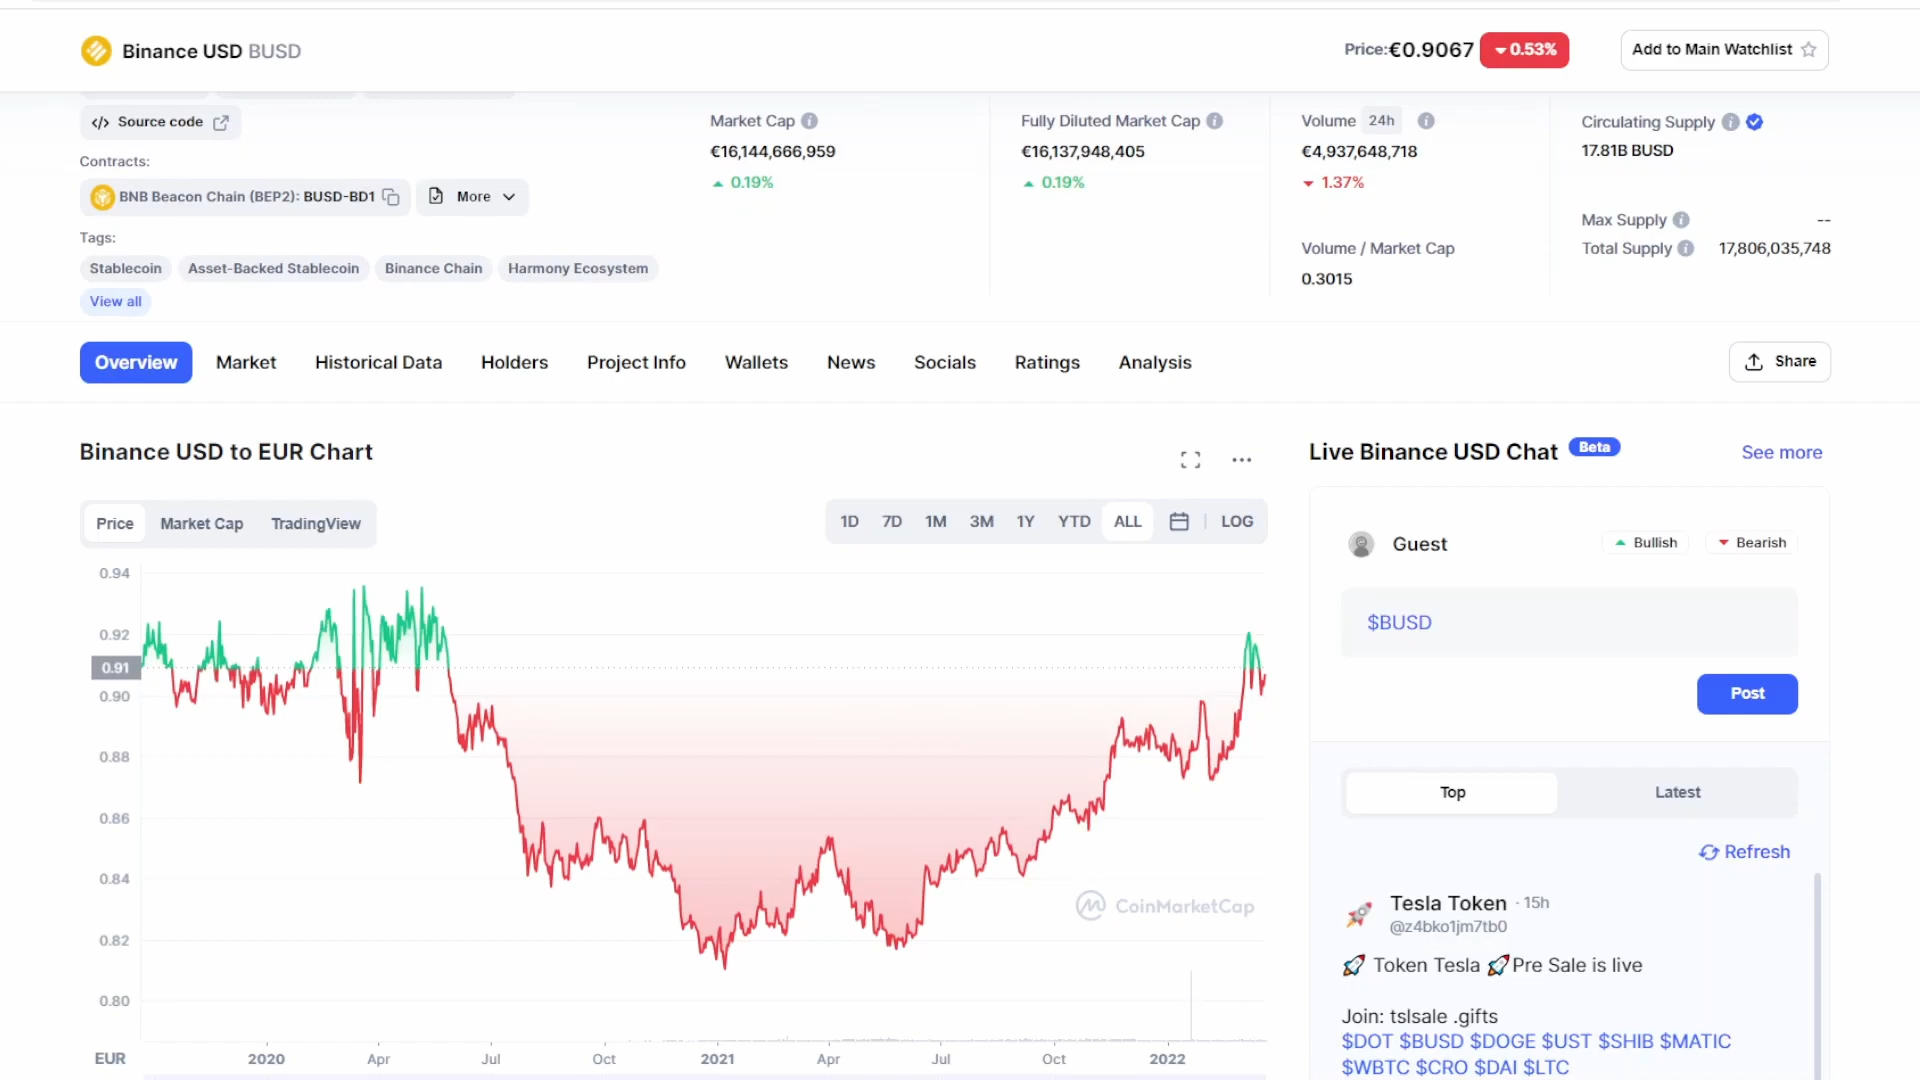 Binance USD BUSD
Price:€0.9067 0.53%
Add to Main Watchlist
Source code
Contracts:
BNB Beacon Chain (BEP2): BUSD-BD1
More
Tags:
Stablecoin Asset-Backed Stablecoin Binance Chain Harmony Ecosystem
View all
Market Cap
€16,144,666,959
0.19%
Fully Diluted Market Cap
€16,137,948,405
0.19%
Volume 24h
€4,937,648,718
1.37%
Volume / Market Cap
0.3015
Circulating Supply
17.81B BUSD
Max Supply --
Total Supply 17,806,035,748
Overview Market Historical Data Holders Project Info Wallets News Socials Ratings Analysis
Share
Binance USD to EUR Chart
Price Market Cap TradingView
1D 7D 1M 3M 1Y YTD ALL LOG
0.94
0.92
0.91
0.90
0.88
0.86
0.84
0.82
0.80
CoinMarketCap
EUR 2020 Apr Jul Oct 2021 Apr Jul Oct 2022
Live Binance USD Chat Beta
See more
Guest
Bullish
Bearish
$BUSD
Post
Top Latest
Refresh
Tesla Token · 15h
@z4bko1jm7tb0
🚀 Token Tesla 🚀Pre Sale is live
Join: tslsale .gifts
$DOT $BUSD $DOGE $UST $SHIB $MATIC
$WBTC $CRO $DAI $LTC